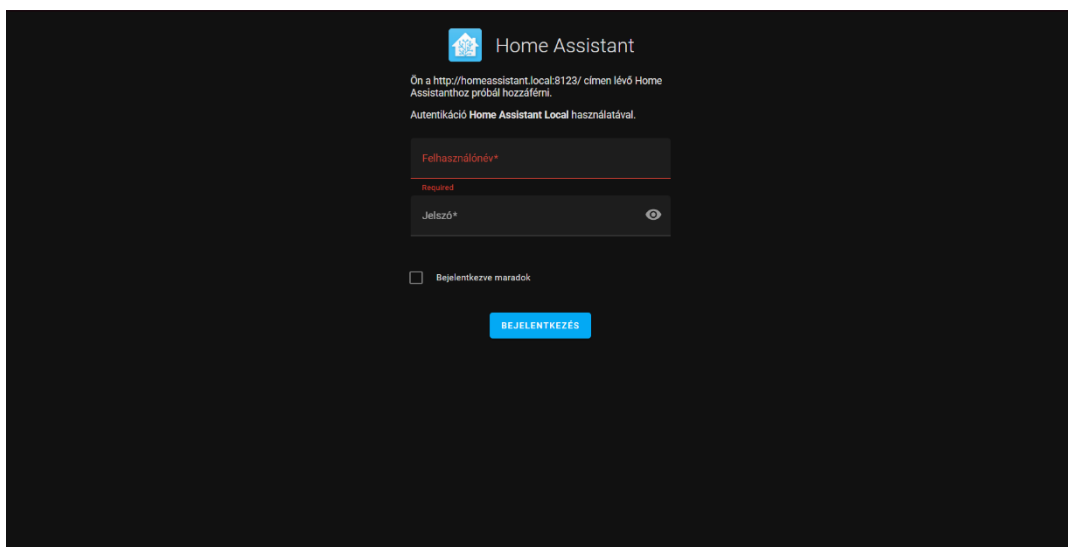 Home Assistant
Ön a http://homeassistant.local:8123/ címen lévő Home
Assistanthoz próbál hozzáférni.
Autentikáció Home Assistant Local használatával.
Felhasználónév*
Required
Jelszó*
Bejelentkezve maradok
BEJELENTKEZÉS